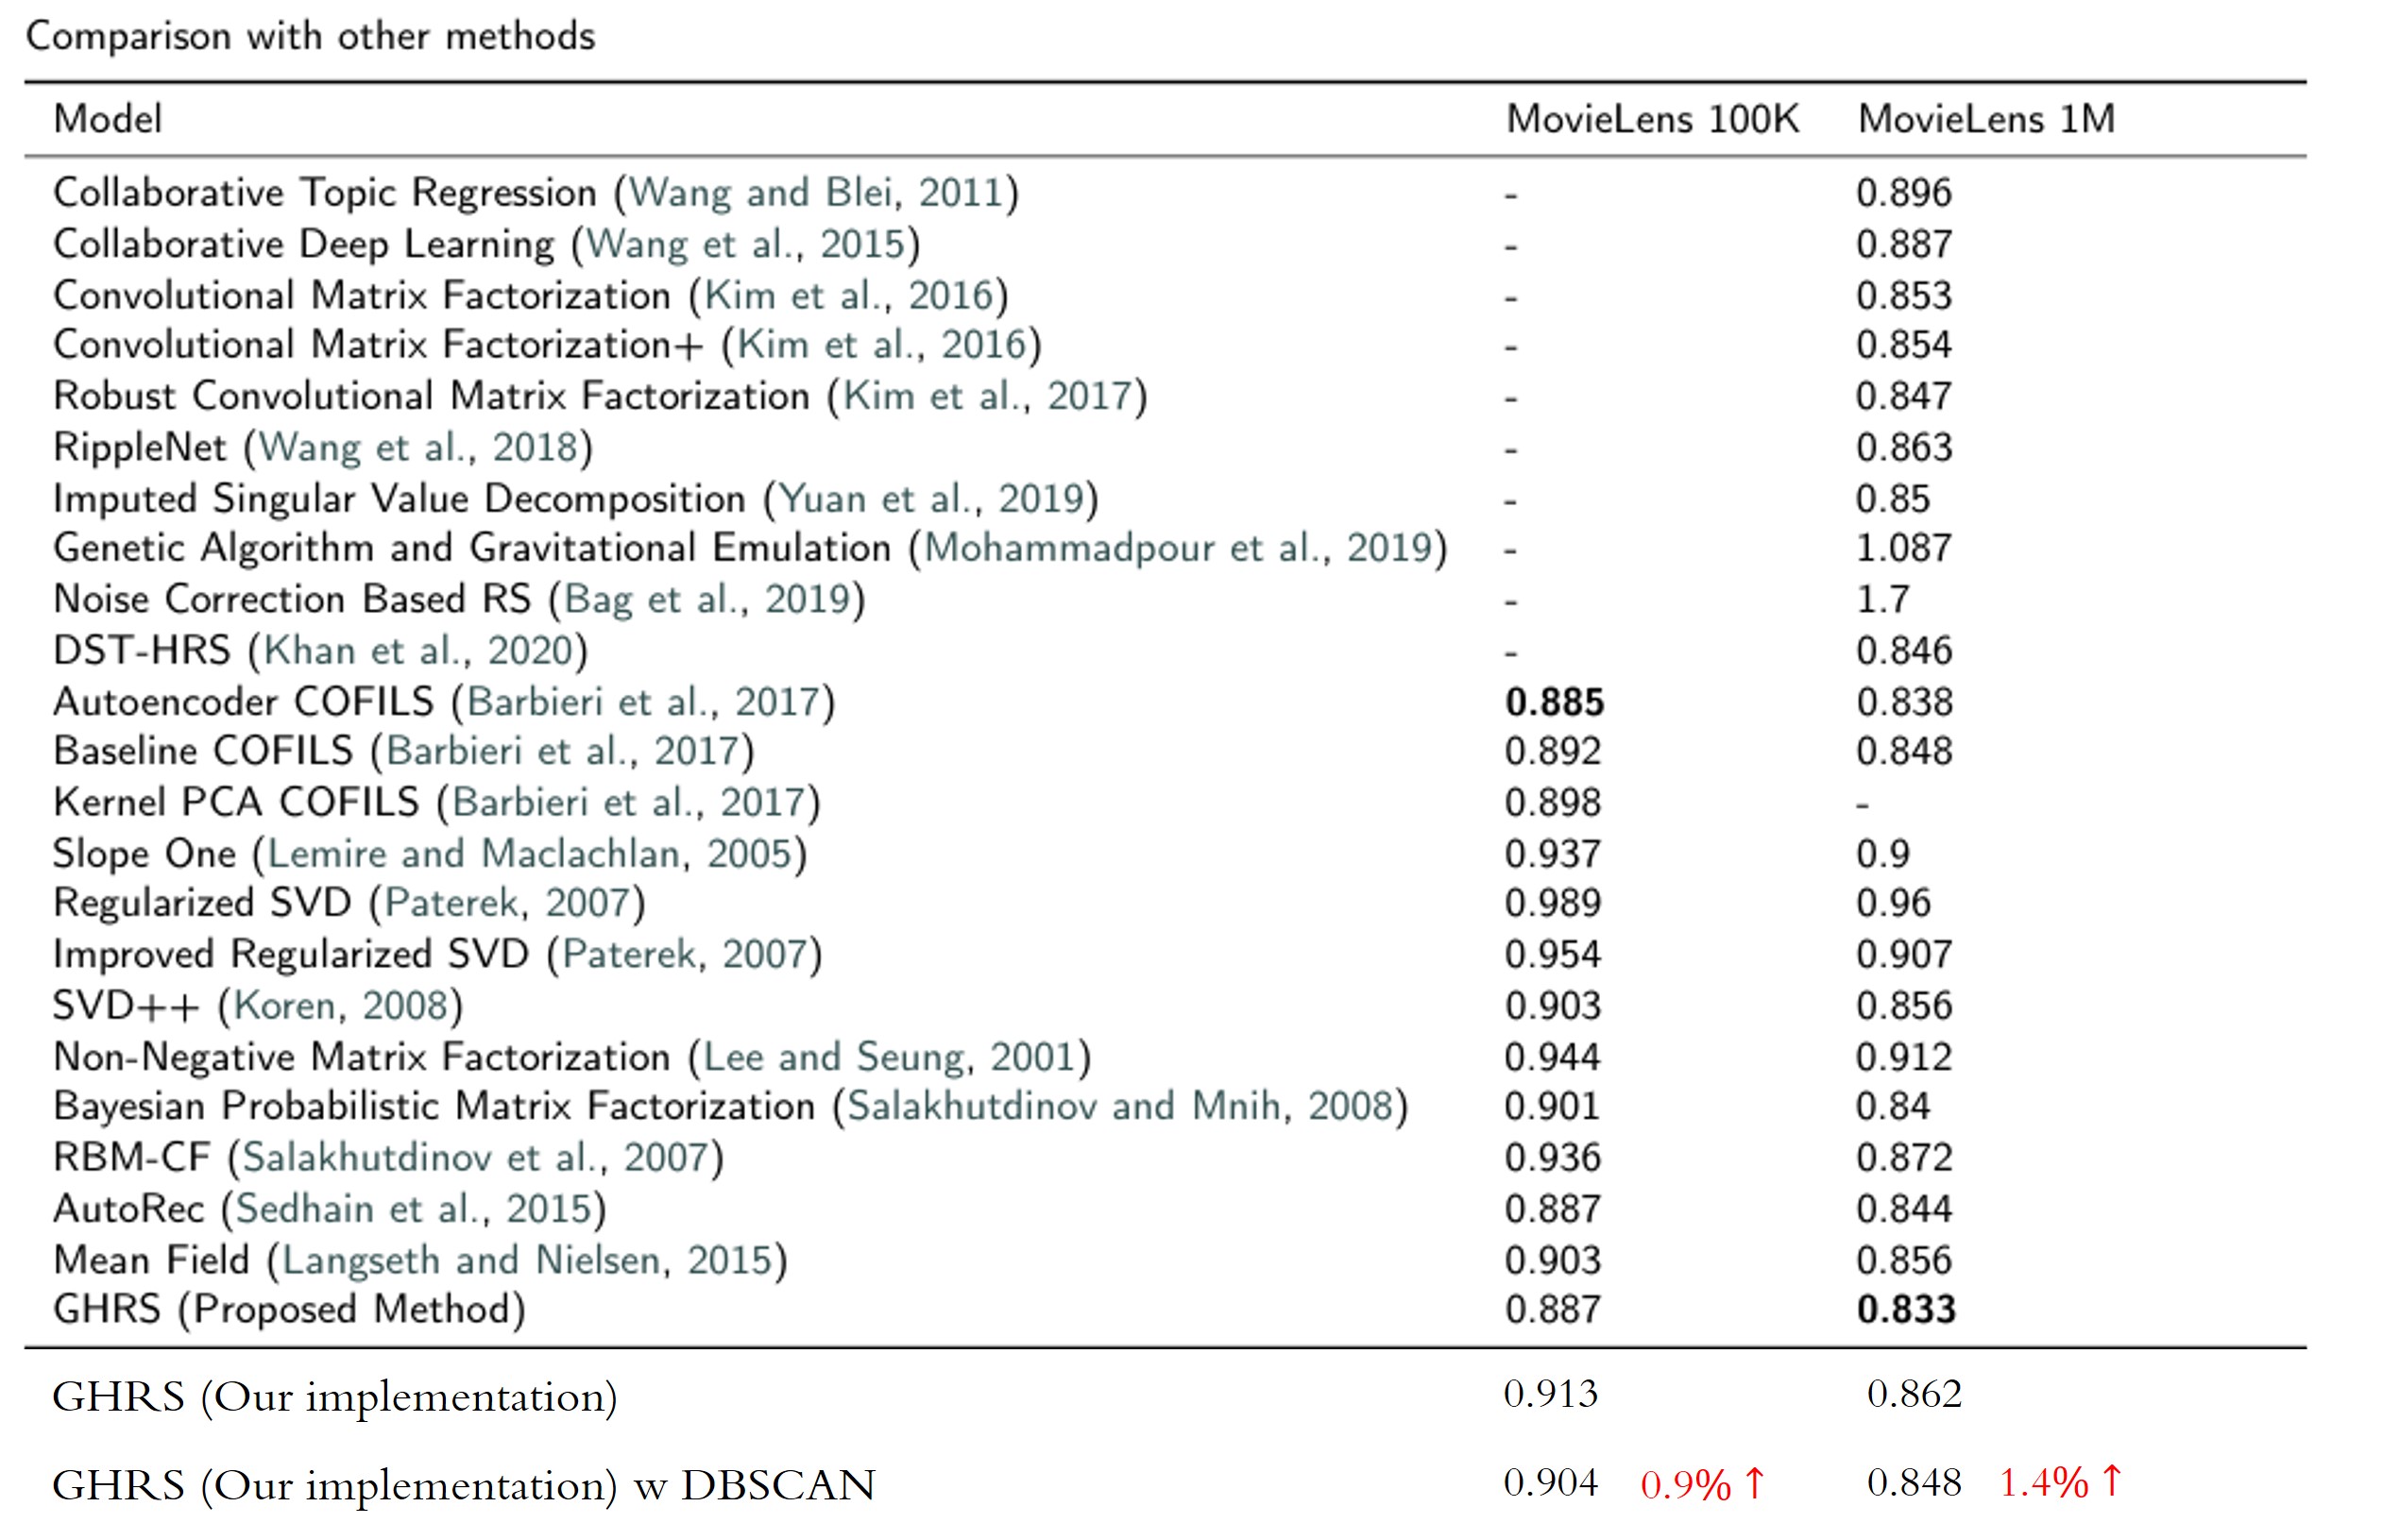 Comparison with other methods
Model MovieLens 100K MovieLens 1M
Collaborative Topic Regression (Wang and Blei, 2011) - 0.896
Collaborative Deep Learning (Wang et al., 2015) - 0.887
Convolutional Matrix Factorization (Kim et al., 2016) - 0.853
Convolutional Matrix Factorization+ (Kim et al., 2016) - 0.854
Robust Convolutional Matrix Factorization (Kim et al., 2017) - 0.847
RippleNet (Wang et al., 2018) - 0.863
Imputed Singular Value Decomposition (Yuan et al., 2019) - 0.85
Genetic Algorithm and Gravitational Emulation (Mohammadpour et al., 2019) - 1.087
Noise Correction Based RS (Bag et al., 2019) - 1.7
DST-HRS (Khan et al., 2020) - 0.846
Autoencoder COFILS (Barbieri et al., 2017) 0.885 0.838
Baseline COFILS (Barbieri et al., 2017) 0.892 0.848
Kernel PCA COFILS (Barbieri et al., 2017) 0.898 -
Slope One (Lemire and Maclachlan, 2005) 0.937 0.9
Regularized SVD (Paterek, 2007) 0.989 0.96
Improved Regularized SVD (Paterek, 2007) 0.954 0.907
SVD++ (Koren, 2008) 0.903 0.856
Non-Negative Matrix Factorization (Lee and Seung, 2001) 0.944 0.912
Bayesian Probabilistic Matrix Factorization (Salakhutdinov and Mnih, 2008) 0.901 0.84
RBM-CF (Salakhutdinov et al., 2007) 0.936 0.872
AutoRec (Sedhain et al., 2015) 0.887 0.844
Mean Field (Langseth and Nielsen, 2015) 0.903 0.856
GHRS (Proposed Method) 0.887 0.833
GHRS (Our implementation) 0.913 0.862
GHRS (Our implementation) w DBSCAN 0.904 0.9% ↑ 0.848 1.4% ↑